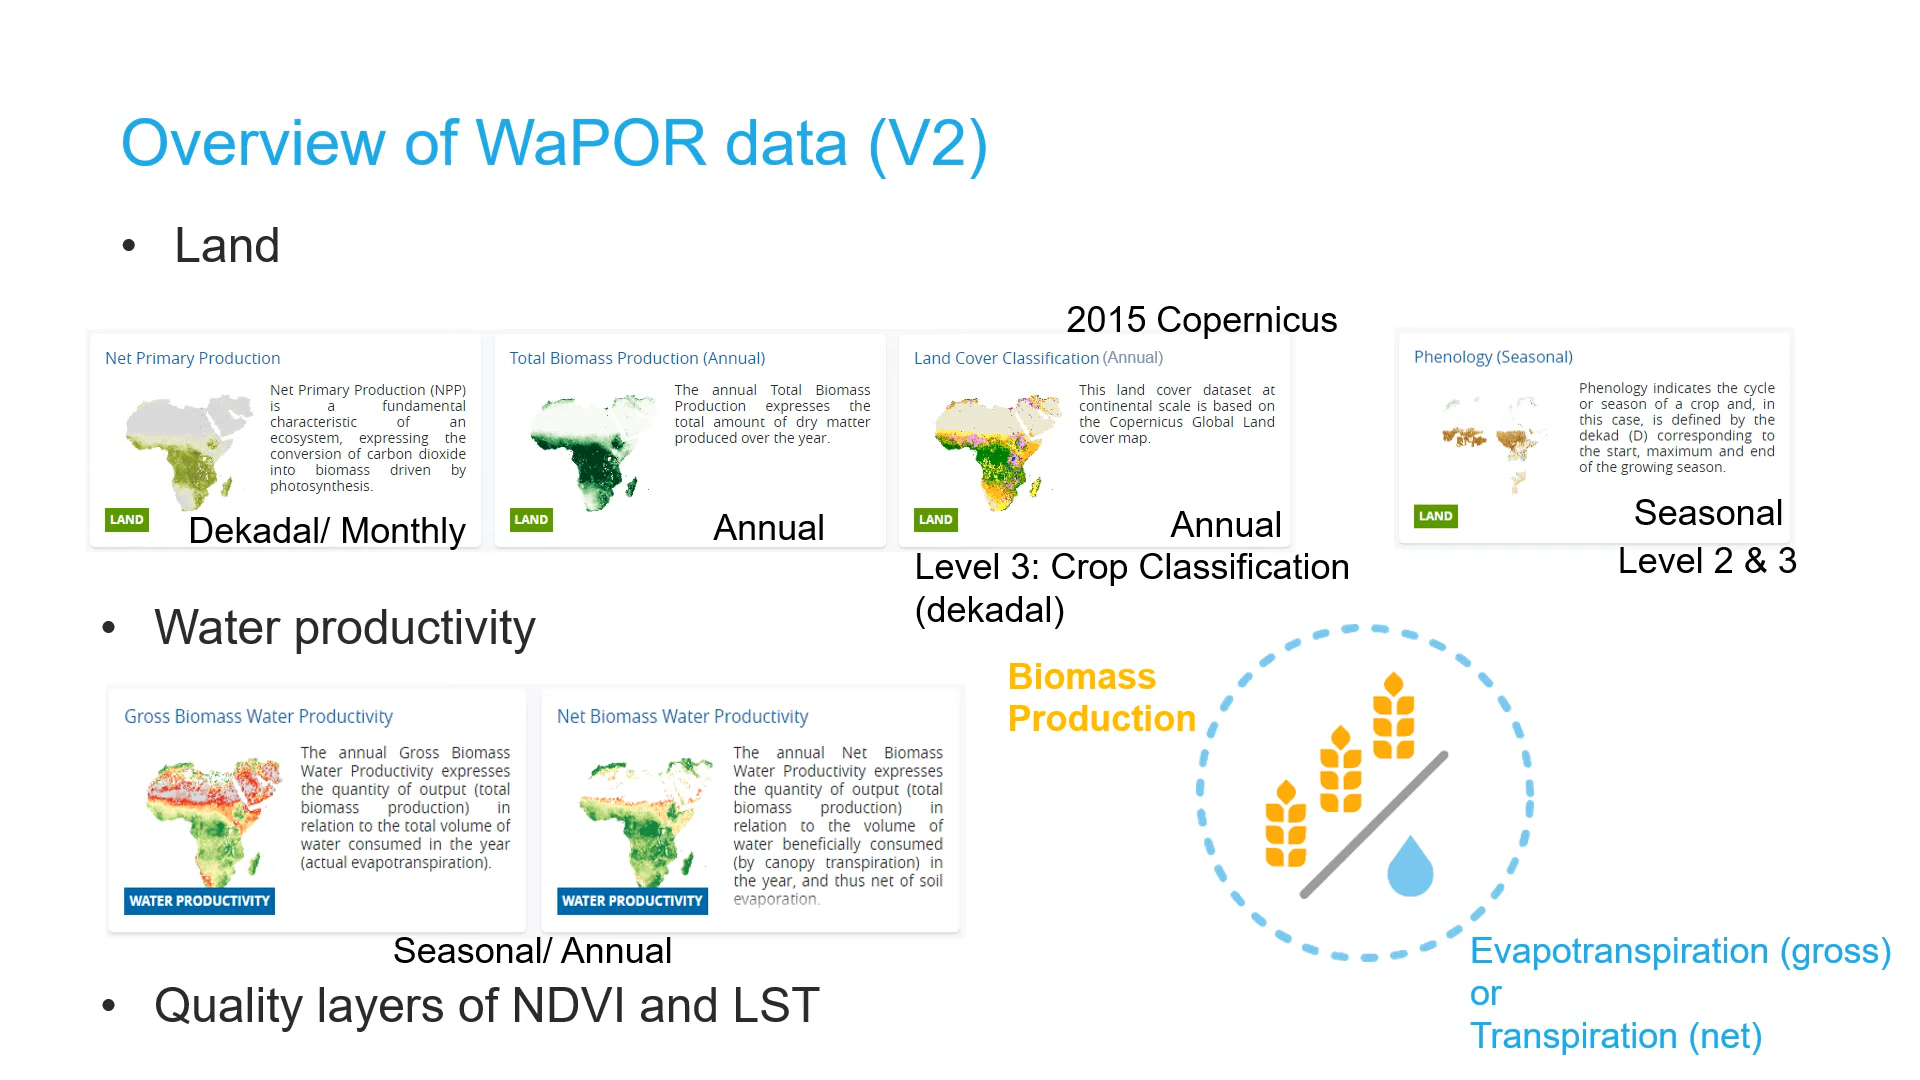 Overview of WaPOR data (V2)
• Land
2015 Copernicus
Net Primary Production
Net Primary Production (NPP)
is a fundamental
characteristic of an
ecosystem, expressing the
conversion of carbon dioxide
into biomass driven by
photosynthesis.
LAND
Dekadal/ Monthly
Total Biomass Production (Annual)
The annual Total Biomass
Production expresses the
total amount of dry matter
produced over the year.
LAND
Annual
Land Cover Classification (Annual)
This land cover dataset at
continental scale is based on
the Copernicus Global Land
cover map.
LAND
Annual
Level 3: Crop Classification
(dekadal)
Phenology (Seasonal)
Phenology indicates the cycle
or season of a crop and, in
this case, is defined by the
dekad (D) corresponding to
the start, maximum and end
of the growing season.
LAND
Seasonal
Level 2 & 3
• Water productivity
Gross Biomass Water Productivity
The annual Gross Biomass
Water Productivity expresses
the quantity of output (total
biomass production) in
relation to the total volume of
water consumed in the year
(actual evapotranspiration).
WATER PRODUCTIVITY
Net Biomass Water Productivity
The annual Net Biomass
Water Productivity expresses
the quantity of output (total
biomass production) in
relation to the volume of
water beneficially consumed
(by canopy transpiration) in
the year, and thus net of soil
evaporation.
WATER PRODUCTIVITY
Seasonal/ Annual
Biomass
Production
Evapotranspiration (gross)
or
Transpiration (net)
• Quality layers of NDVI and LST